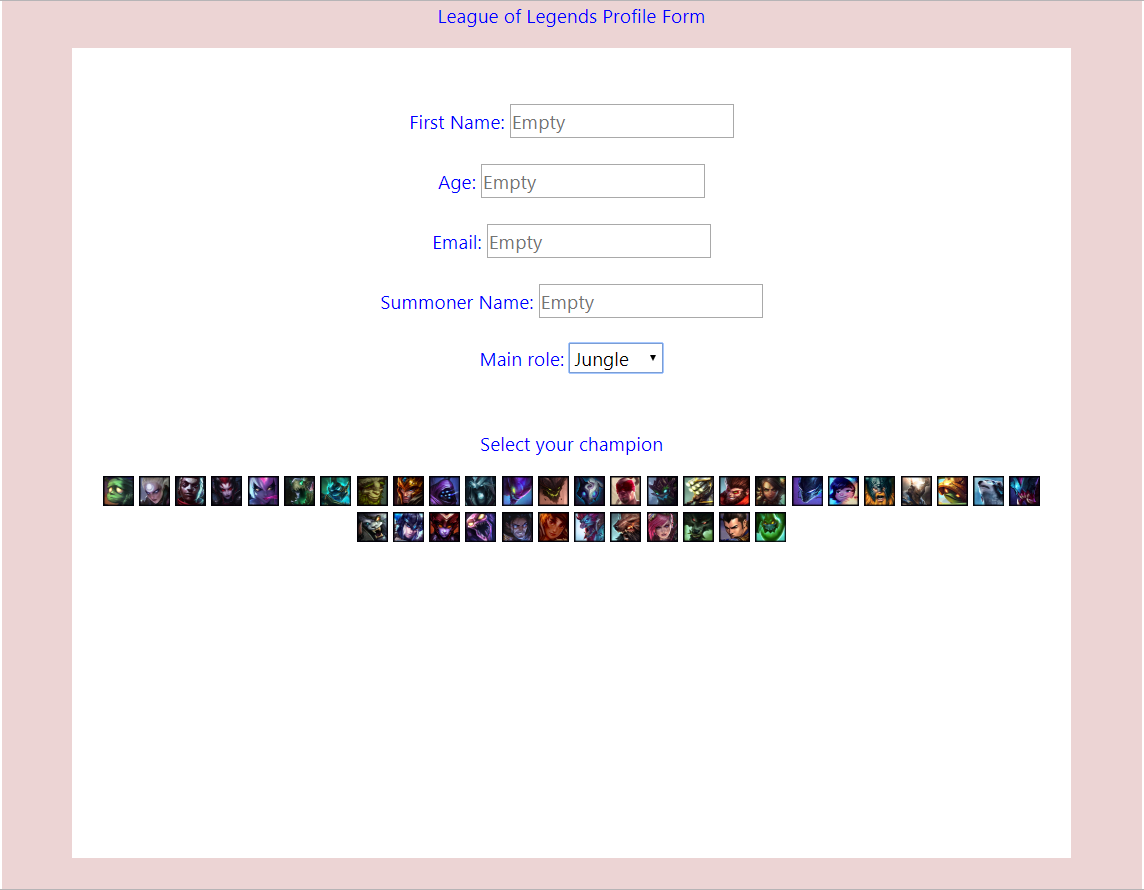 League of Legends Profile Form
First Name: Empty
Age: Empty
Email: Empty
Summoner Name: Empty
Main role: Jungle
Select your champion